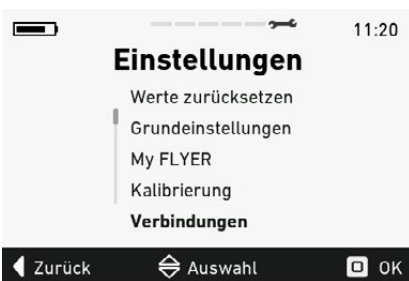 11:20
Einstellungen
Werte zurücksetzen
Grundeinstellungen
My FLYER
Kalibrierung
Verbindungen
Zurück Auswahl OK